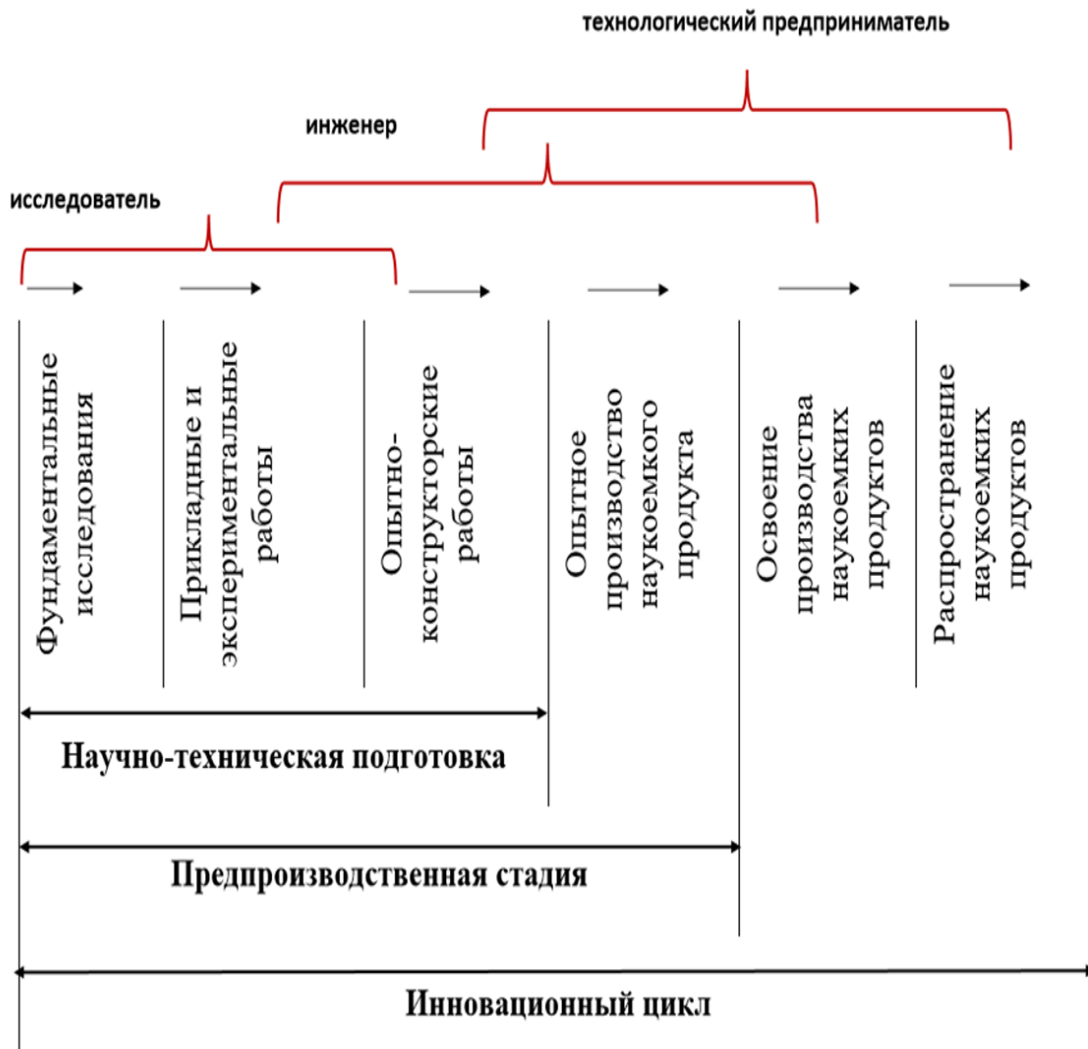 технологический предприниматель
инженер
исследователь
Фундаментальные
исследования
Прикладные и
экспериментальные
работы
Опытно-
конструкторские
работы
Опытное
производство
наукоемкого
продукта
Освоение
производства
наукоемких
продуктов
Распространение
наукоемких
продуктов
Научно-техническая подготовка
Предпроизводственная стадия
Инновационный цикл